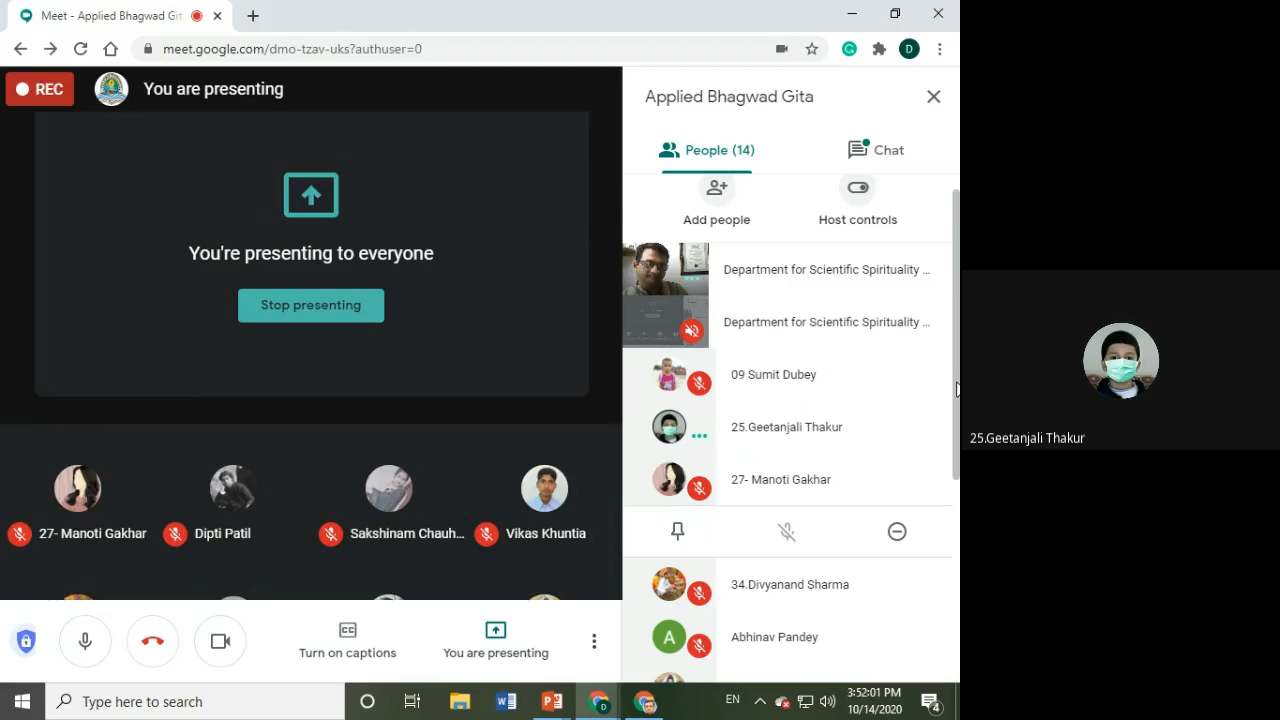 Meet - Applied Bhagwad Git
meet.google.com/dmo-tzav-uks?authuser=0
D
REC
You are presenting
Applied Bhagwad Gita
People (14)
Chat
Add people
Host controls
You're presenting to everyone
Stop presenting
Department for Scientific Spirituality ...
Department for Scientific Spirituality ...
09 Sumit Dubey
25.Geetanjali Thakur
27- Manoti Gakhar
34.Divyanand Sharma
A
Abhinav Pandey
27- Manoti Gakhar
Dipti Patil
Sakshinam Chauh...
Vikas Khuntia
Turn on captions
You are presenting
25.Geetanjali Thakur
Type here to search
EN
3:52:01 PM
10/14/2020
4